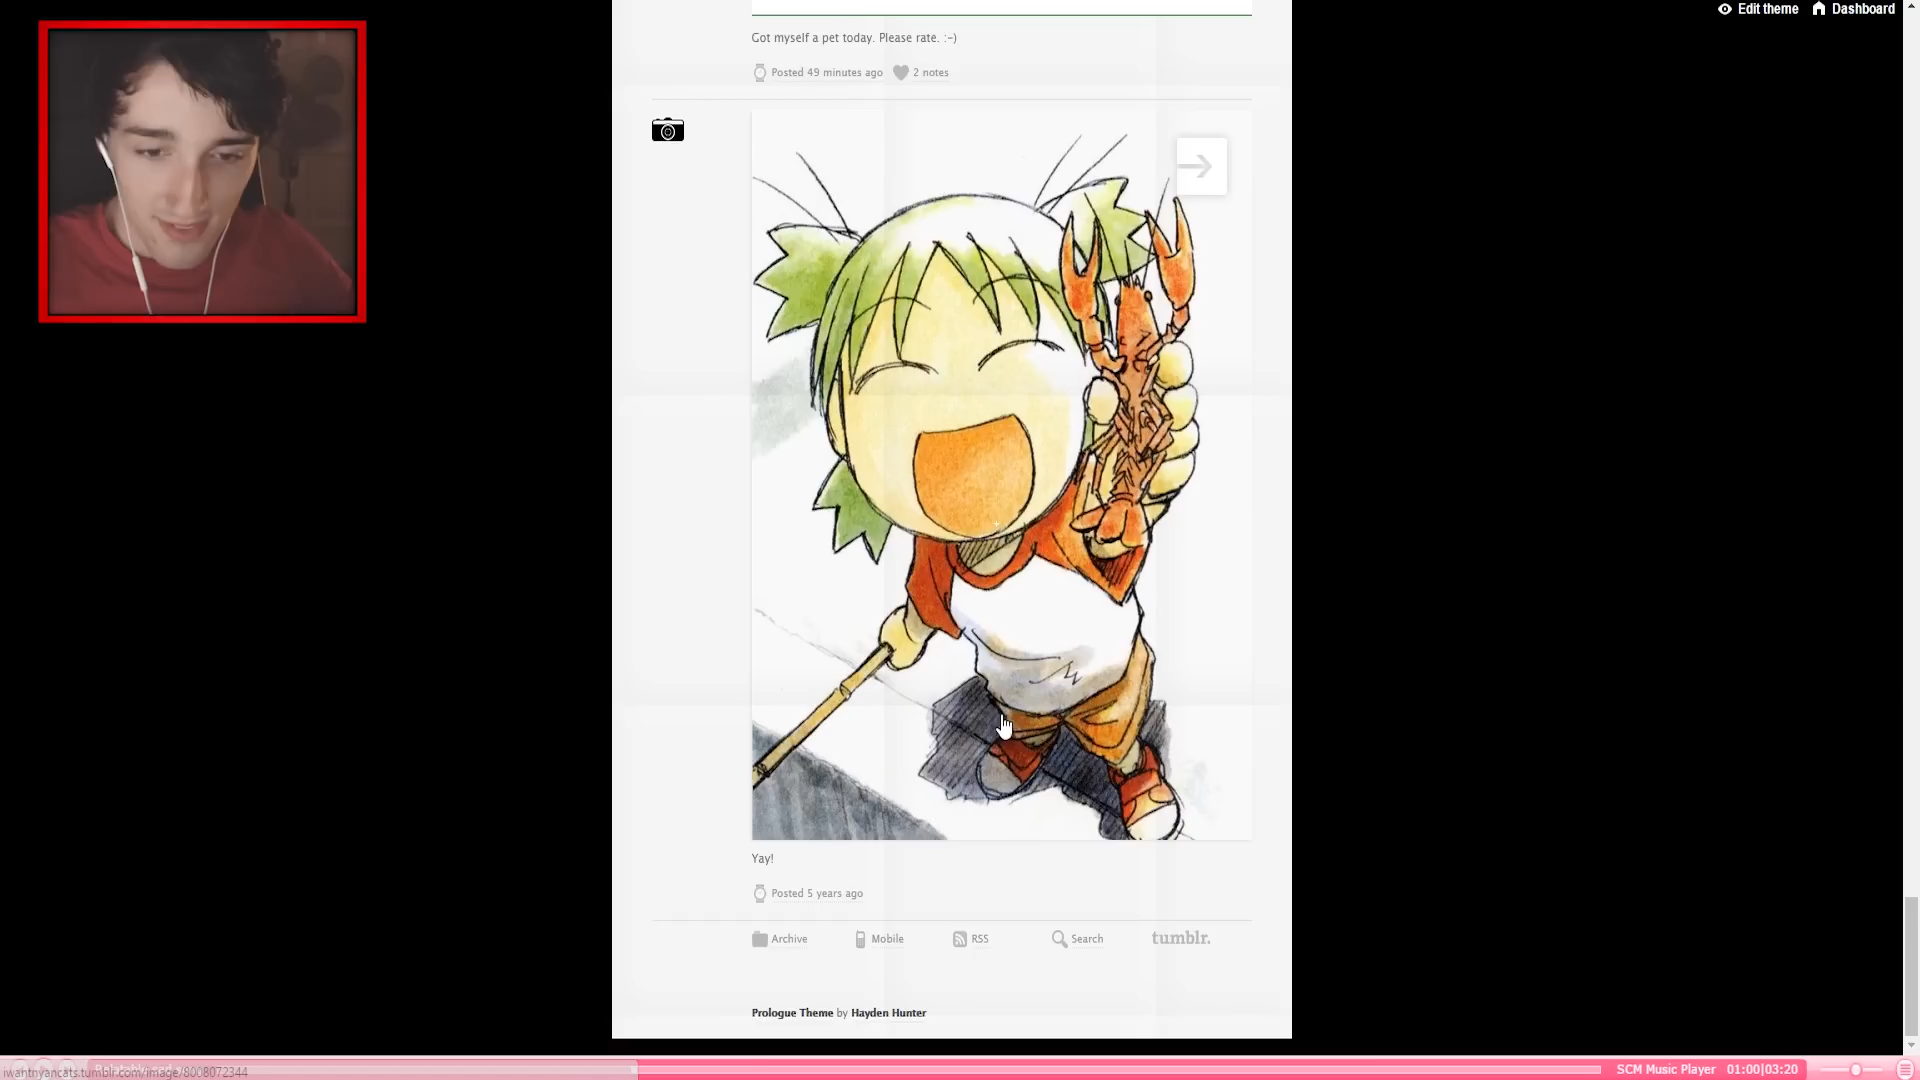 Edit theme Dashboard
Got myself a pet today. Please rate. :-)
Posted 49 minutes ago 2 notes
Yay!
Posted 5 years ago
Archive Mobile RSS Search tumblr.
Prologue Theme by Hayden Hunter
iwantnyancats.tumblr.com/image/8008072344
SCM Music Player 01:00|03:20